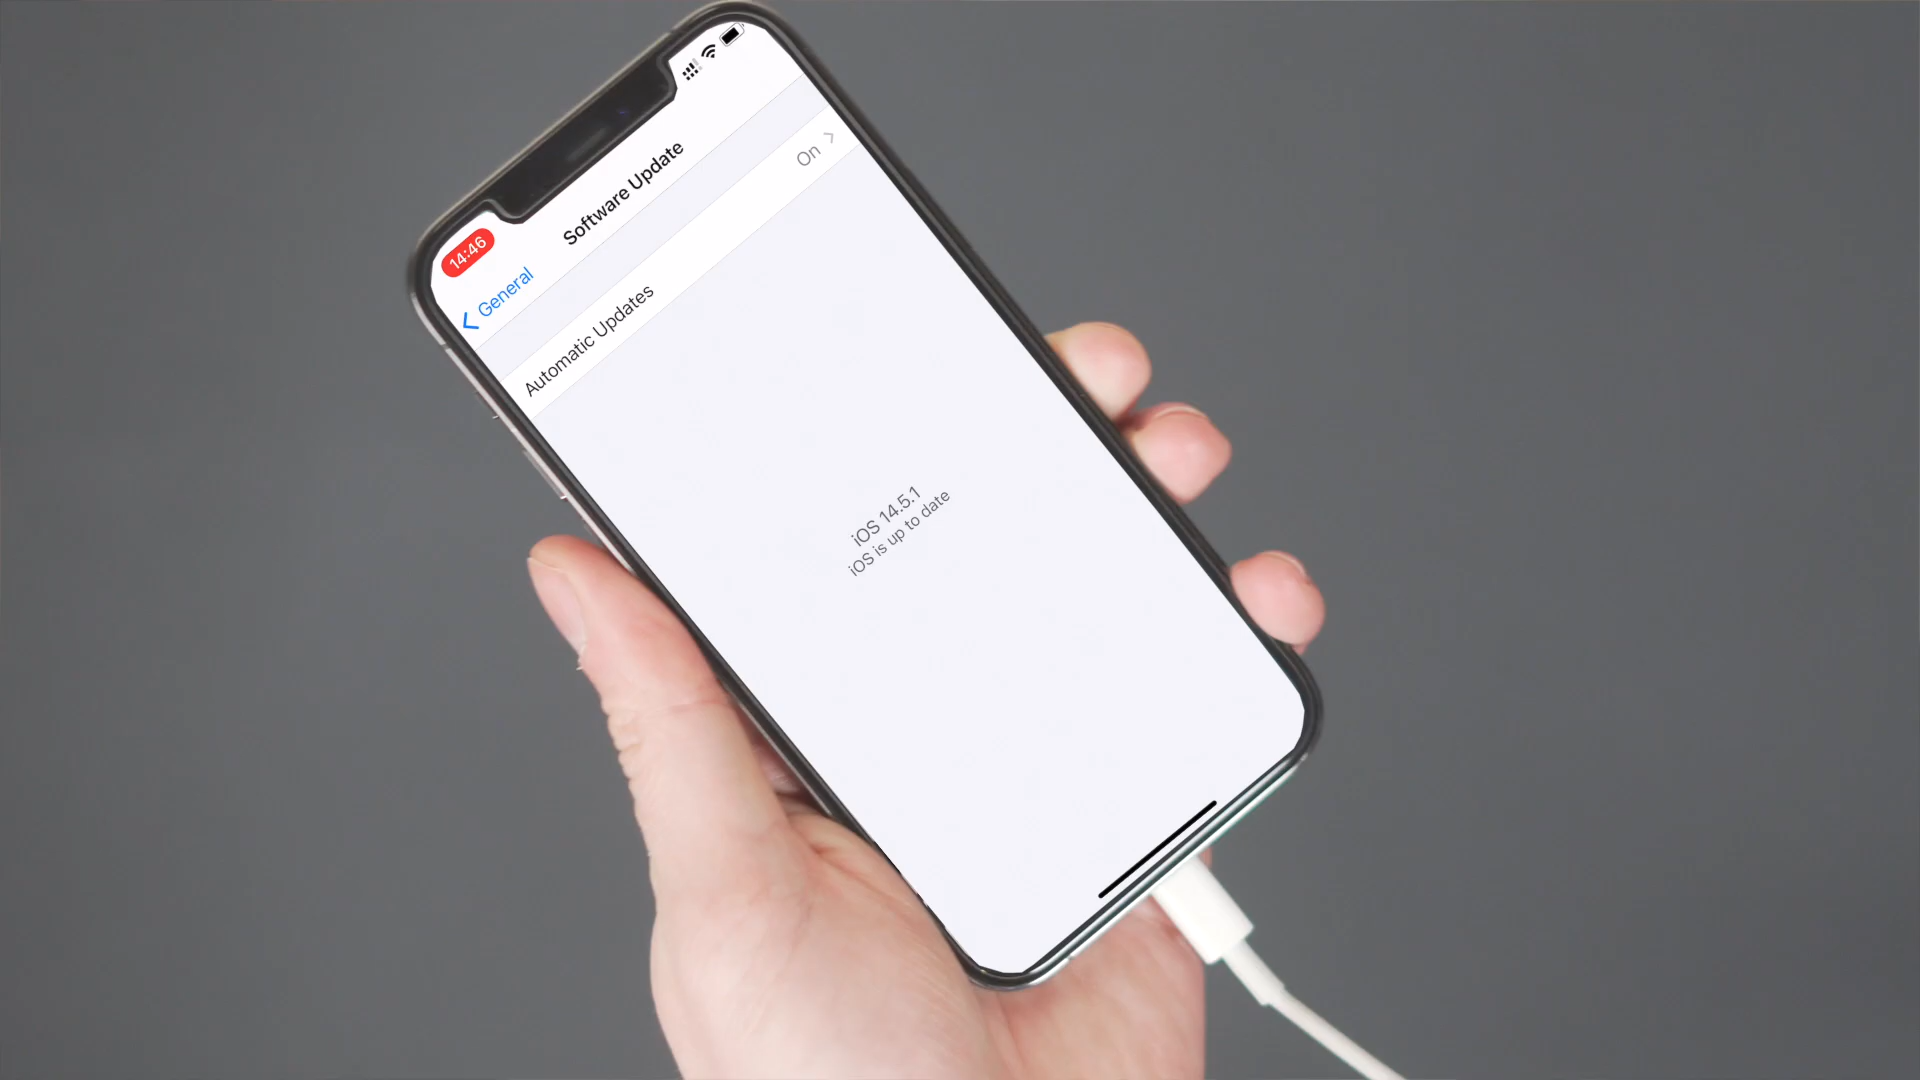 14:46
General
Software Update
Automatic Updates
On
iOS 14.5.1
iOS is up to date